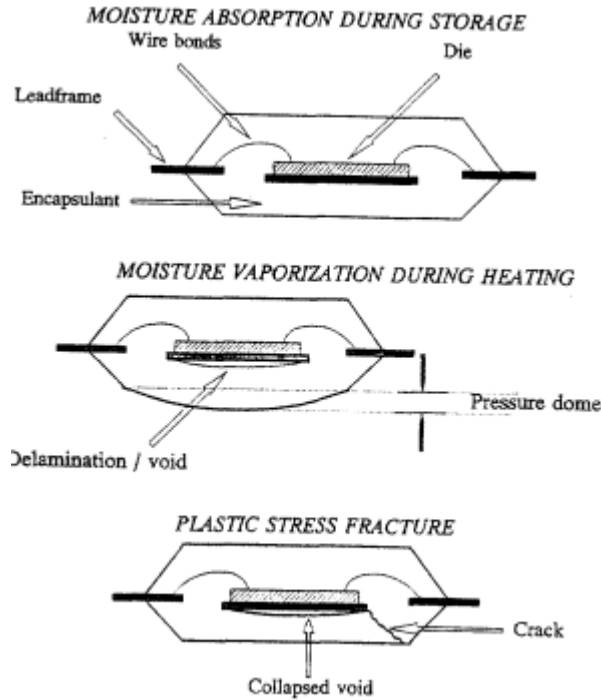 MOISTURE ABSORPTION DURING STORAGE
Wire bonds
Die
Leadframe
Encapsulant
MOISTURE VAPORIZATION DURING HEATING
Pressure dome
Delamination / void
PLASTIC STRESS FRACTURE
Crack
Collapsed void